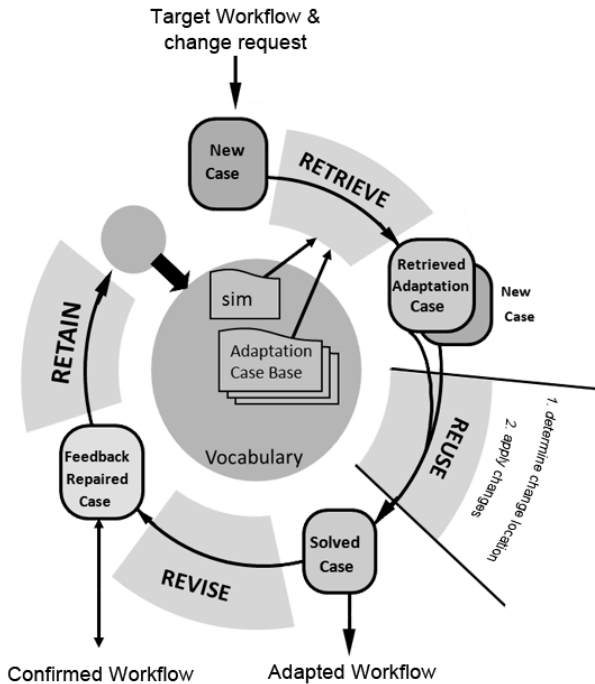 Target Workflow &
change request
New
Case
RETRIEVE
Retrieved
Adaptation
Case
New
Case
sim
Adaptation
Case Base
Vocabulary
RETAIN
REUSE
1. determine change location
2. apply changes
Feedback
Repaired
Case
Solved
Case
REVISE
Confirmed Workflow
Adapted Workflow